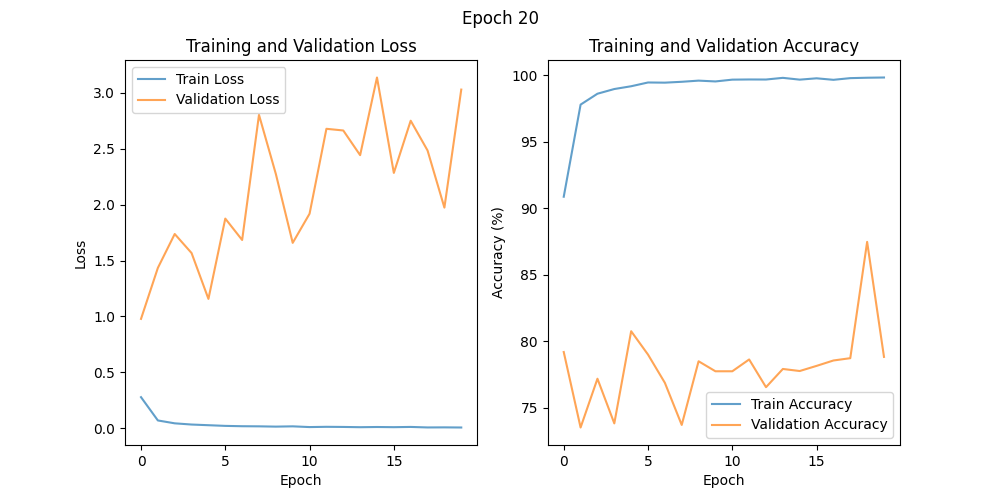 Epoch 20
Training and Validation Loss
Train Loss
Validation Loss
3.0
2.5
2.0
1.5
1.0
0.5
0.0
Loss
0 5 10 15
Epoch
Training and Validation Accuracy
100
95
90
85
80
75
Accuracy (%)
Train Accuracy
Validation Accuracy
0 5 10 15
Epoch